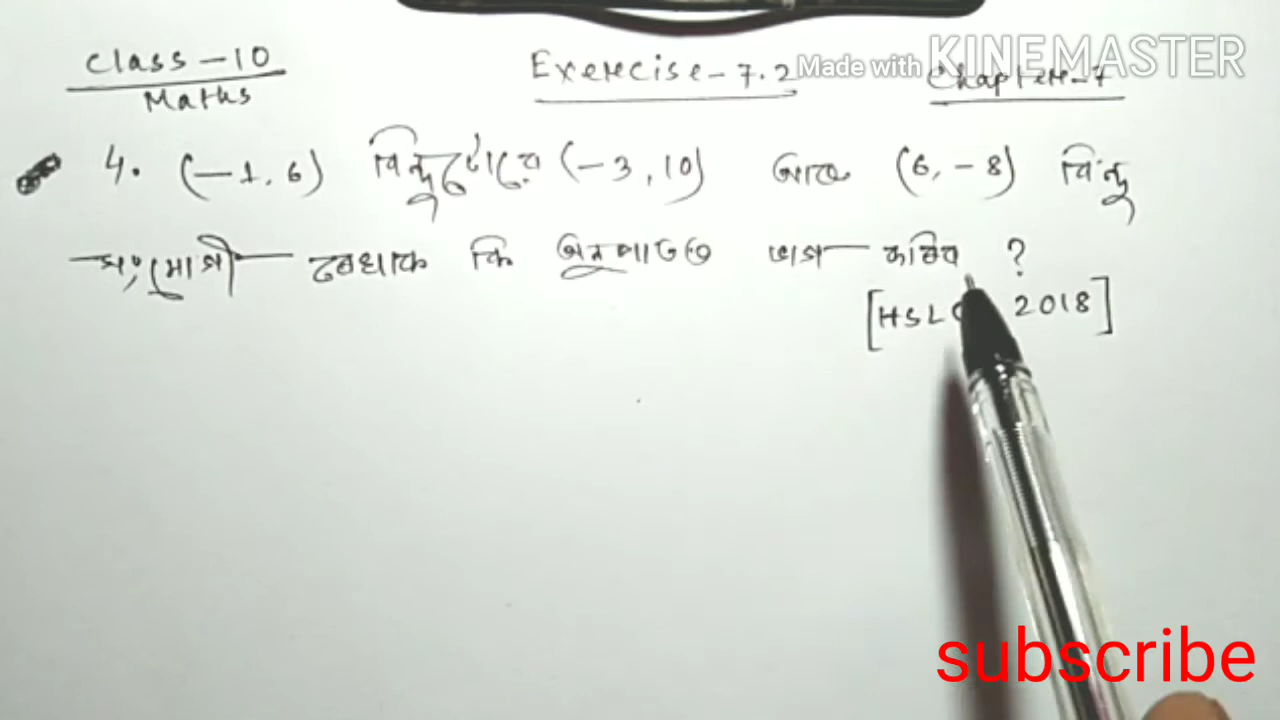 Class-10
Maths
Exercise-7.2
Chapter-7
Made with KINEMASTER
4. (-1, 6) বিন্দুটোৱে (-3, 10) আৰু (6, -8) বিন্দু
সংযোগী ৰেখাক কি অনুপাতত ভাগ কৰিব ?
[HSLC 2018]
subscribe